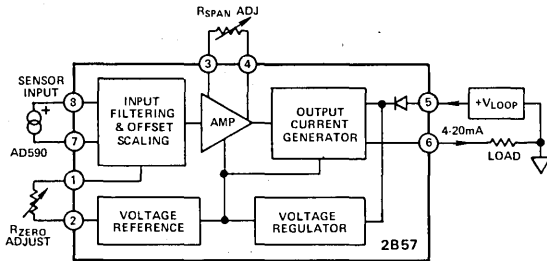 RSPAN ADJ
3
4
SENSOR
INPUT
+
8
7
AD590
1
2
RZERO
ADJUST
INPUT
FILTERING
& OFFSET
SCALING
AMP
OUTPUT
CURRENT
GENERATOR
5
+VLOOP
6
4-20mA
LOAD
VOLTAGE
REFERENCE
VOLTAGE
REGULATOR
2B57